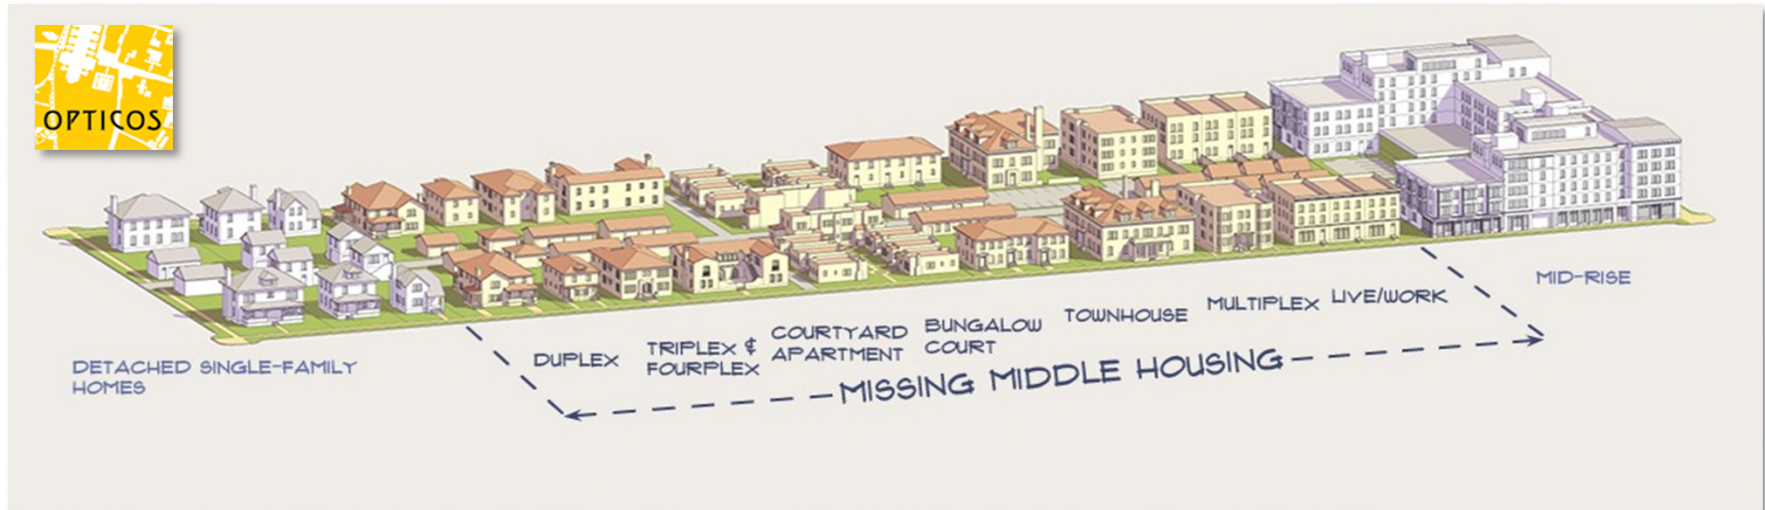 OPTICOS
DETACHED SINGLE-FAMILY
HOMES
DUPLEX
TRIPLEX &
FOURPLEX
COURTYARD
APARTMENT
BUNGALOW
COURT
TOWNHOUSE
MULTIPLEX
LIVE/WORK
MID-RISE
MISSING MIDDLE HOUSING